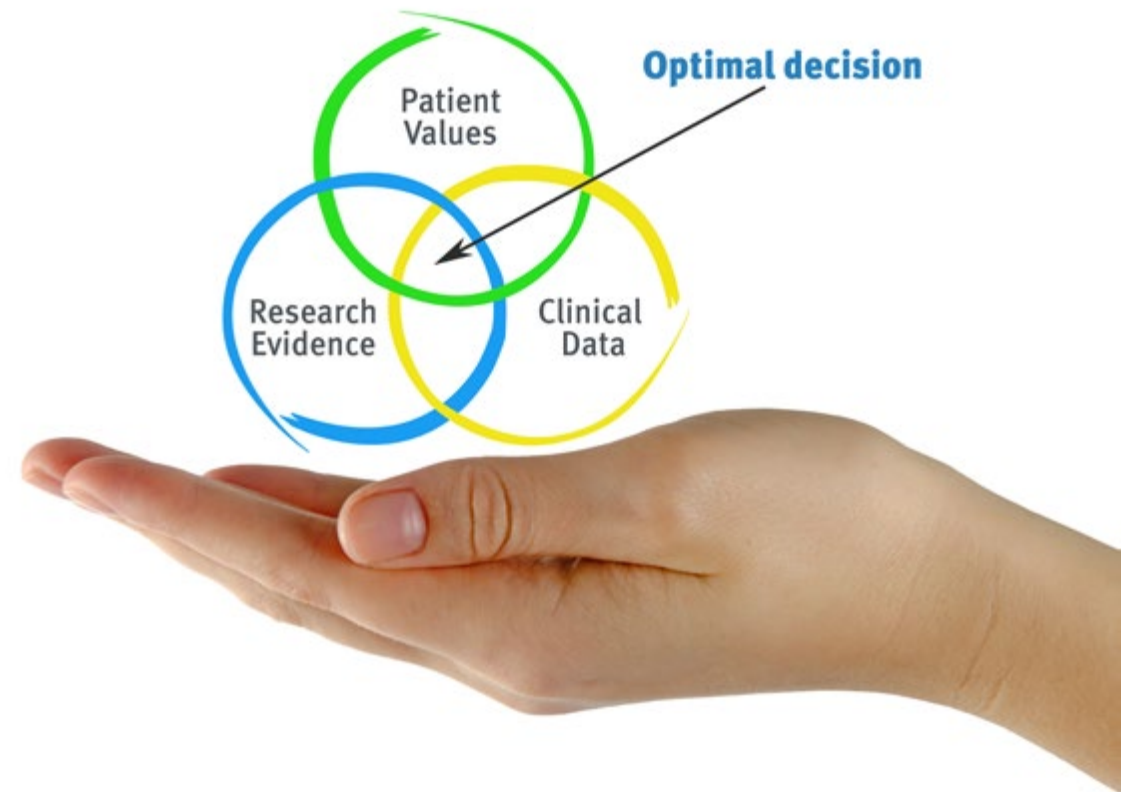 Optimal decision
Patient
Values
Research
Evidence
Clinical
Data